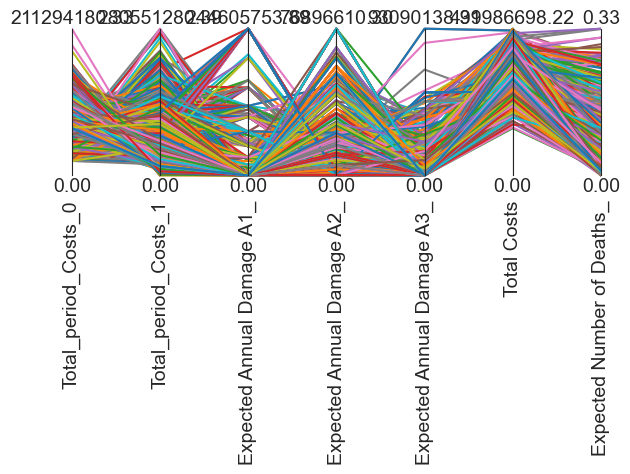 0.33
0.00 0.00 0.00 0.00 0.00 0.00 0.00
Total_period_Costs_0
Total_period_Costs_1
Expected Annual Damage A1_
Expected Annual Damage A2_
Expected Annual Damage A3_
Total Costs
Expected Number of Deaths_